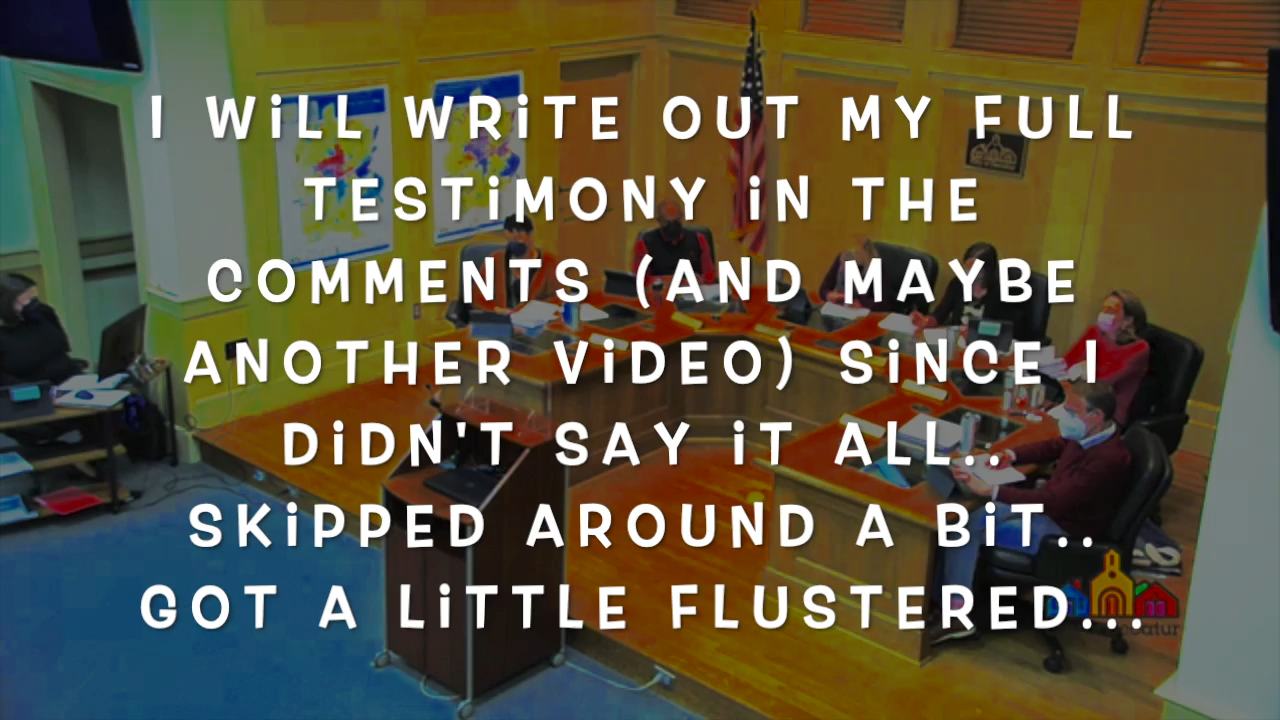 I WiLL WRiTE OUT MY FULL
TESTiMONY iN THE
COMMENTS (AND MAYBE
ANOTHER ViDEO) SiNCE I
DiDN'T SAY iT ALL..
SKiPPED AROUND A BiT..
GOT A LiTTLE FLUSTERED...